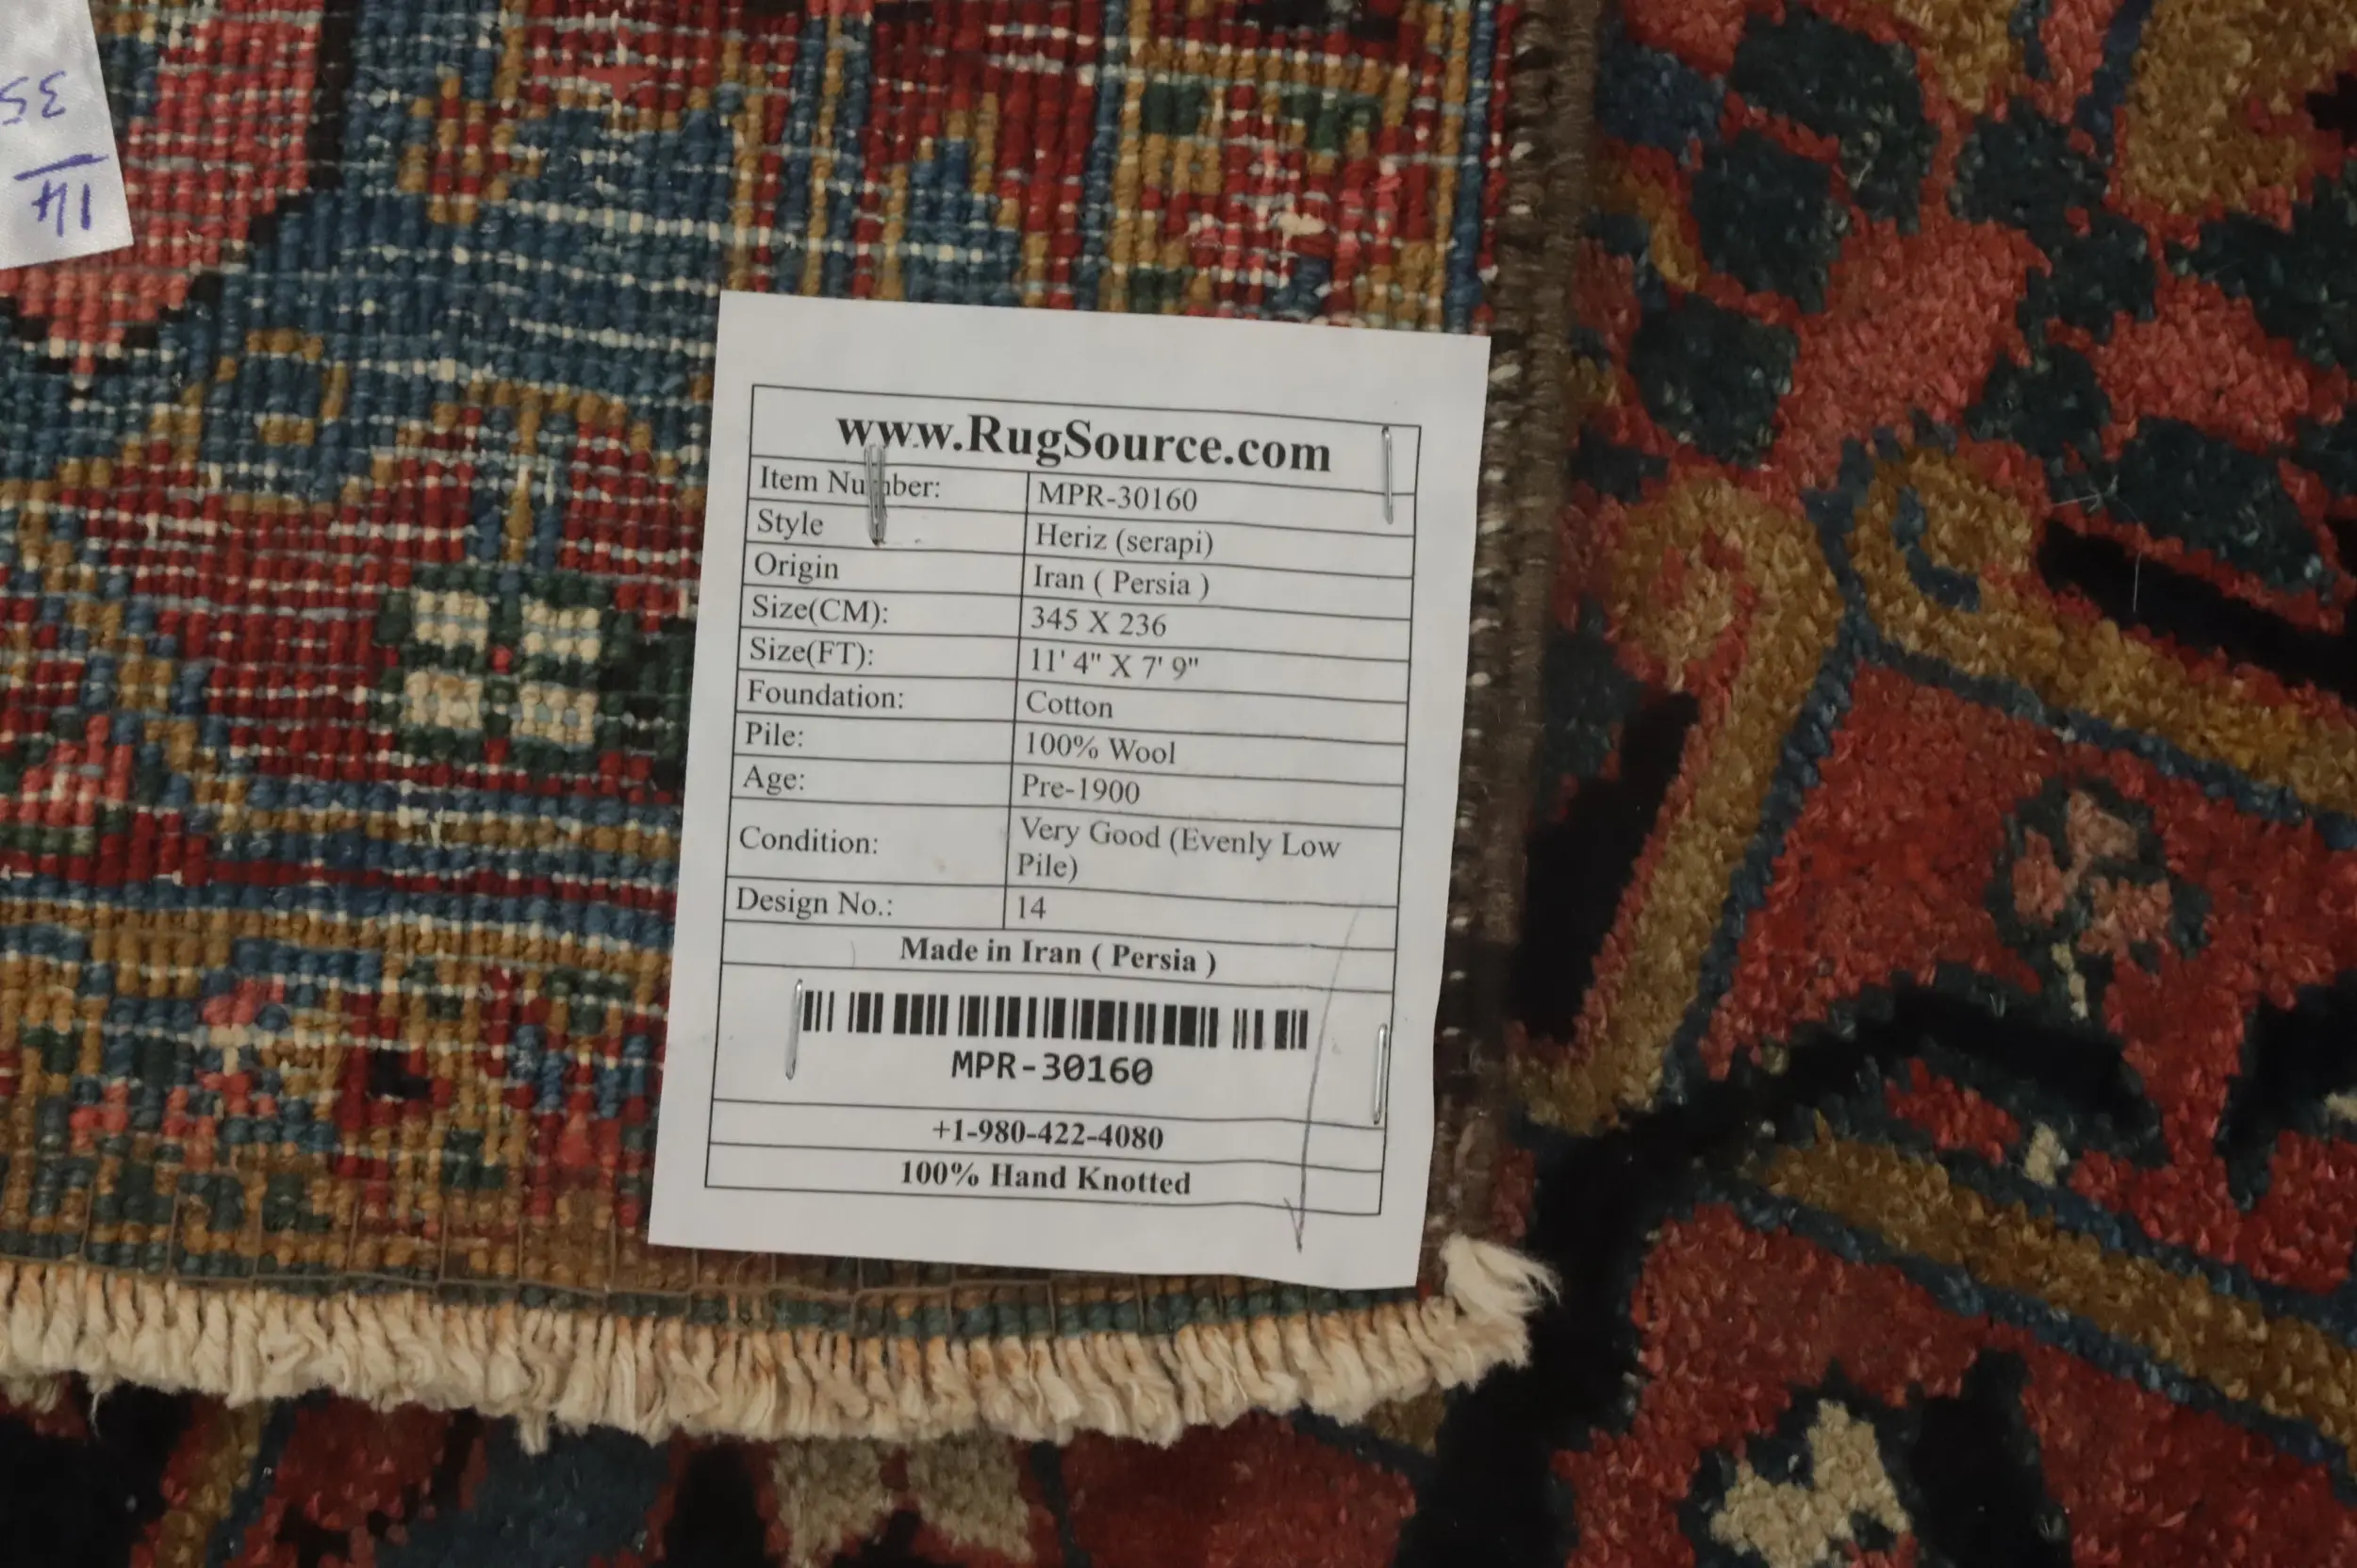 35
14
www.RugSource.com
Item Number: MPR-30160
Style Heriz (serapi)
Origin Iran ( Persia )
Size(CM): 345 X 236
Size(FT): 11' 4" X 7' 9"
Foundation: Cotton
Pile: 100% Wool
Age: Pre-1900
Condition: Very Good (Evenly Low
Pile)
Design No.: 14
Made in Iran ( Persia )
MPR-30160
+1-980-422-4080
100% Hand Knotted